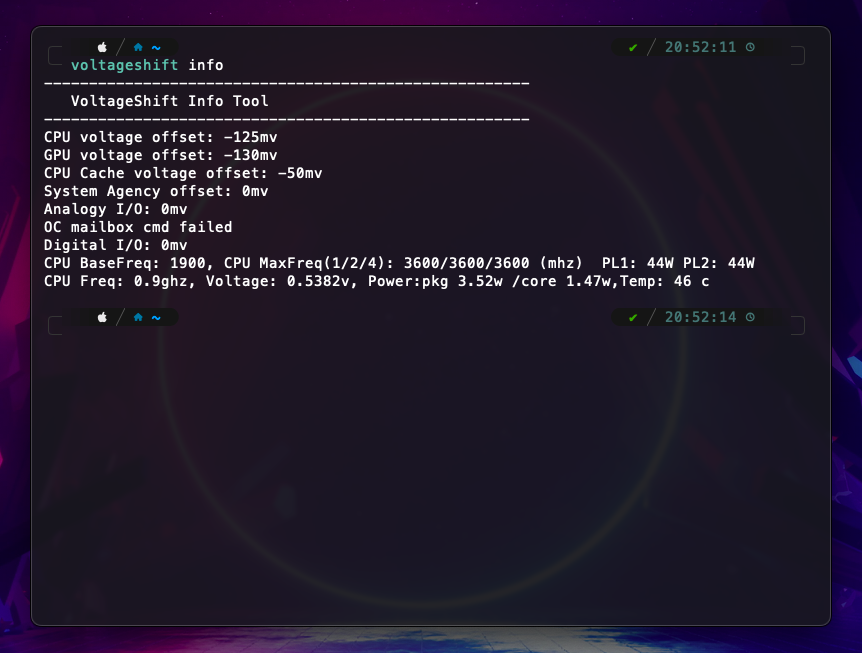 ~ ✔ 20:52:11
voltageshift info
------------------------------------------------------
VoltageShift Info Tool
------------------------------------------------------
CPU voltage offset: -125mv
GPU voltage offset: -130mv
CPU Cache voltage offset: -50mv
System Agency offset: 0mv
Analogy I/O: 0mv
OC mailbox cmd failed
Digital I/O: 0mv
CPU BaseFreq: 1900, CPU MaxFreq(1/2/4): 3600/3600/3600 (mhz)  PL1: 44W PL2: 44W
CPU Freq: 0.9ghz, Voltage: 0.5382v, Power:pkg 3.52w /core 1.47w,Temp: 46 c
~ ✔ 20:52:14